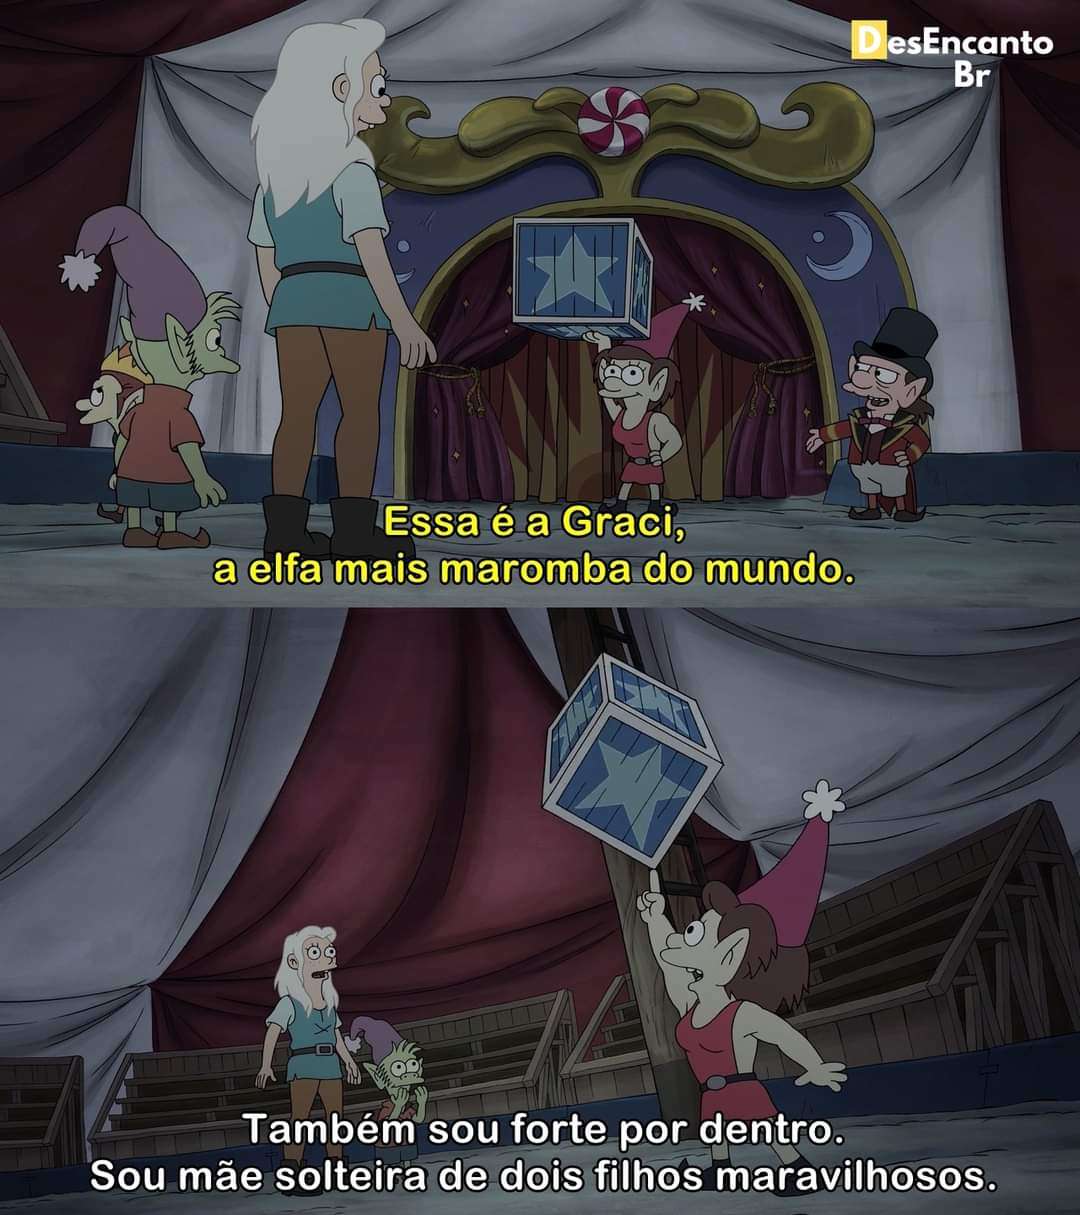 DesEncanto
Br
Essa é a Graci,
a elfa mais maromba do mundo.
Também sou forte por dentro.
Sou mãe solteira de dois filhos maravilhosos.